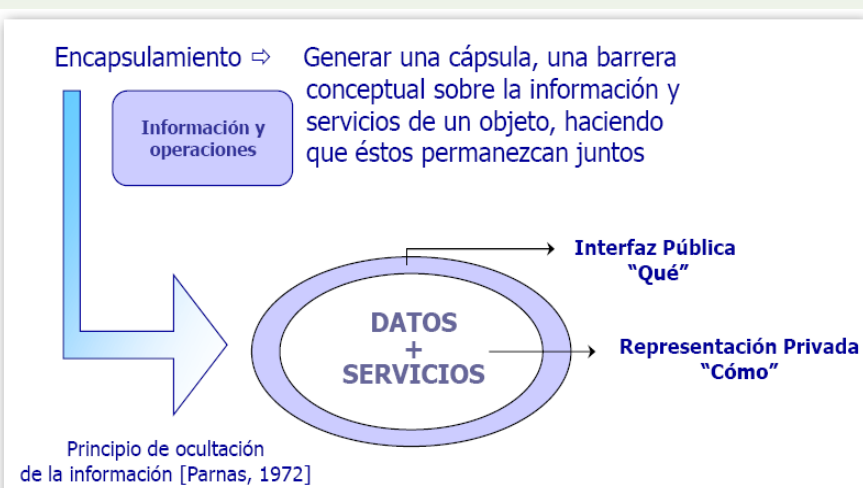 Encapsulamiento ⇨ Generar una cápsula, una barrera
conceptual sobre la información y
servicios de un objeto, haciendo
que éstos permanezcan juntos
Información y
operaciones
Interfaz Pública
“Qué”
DATOS
+
SERVICIOS
Representación Privada
“Cómo”
Principio de ocultación
de la información [Parnas, 1972]